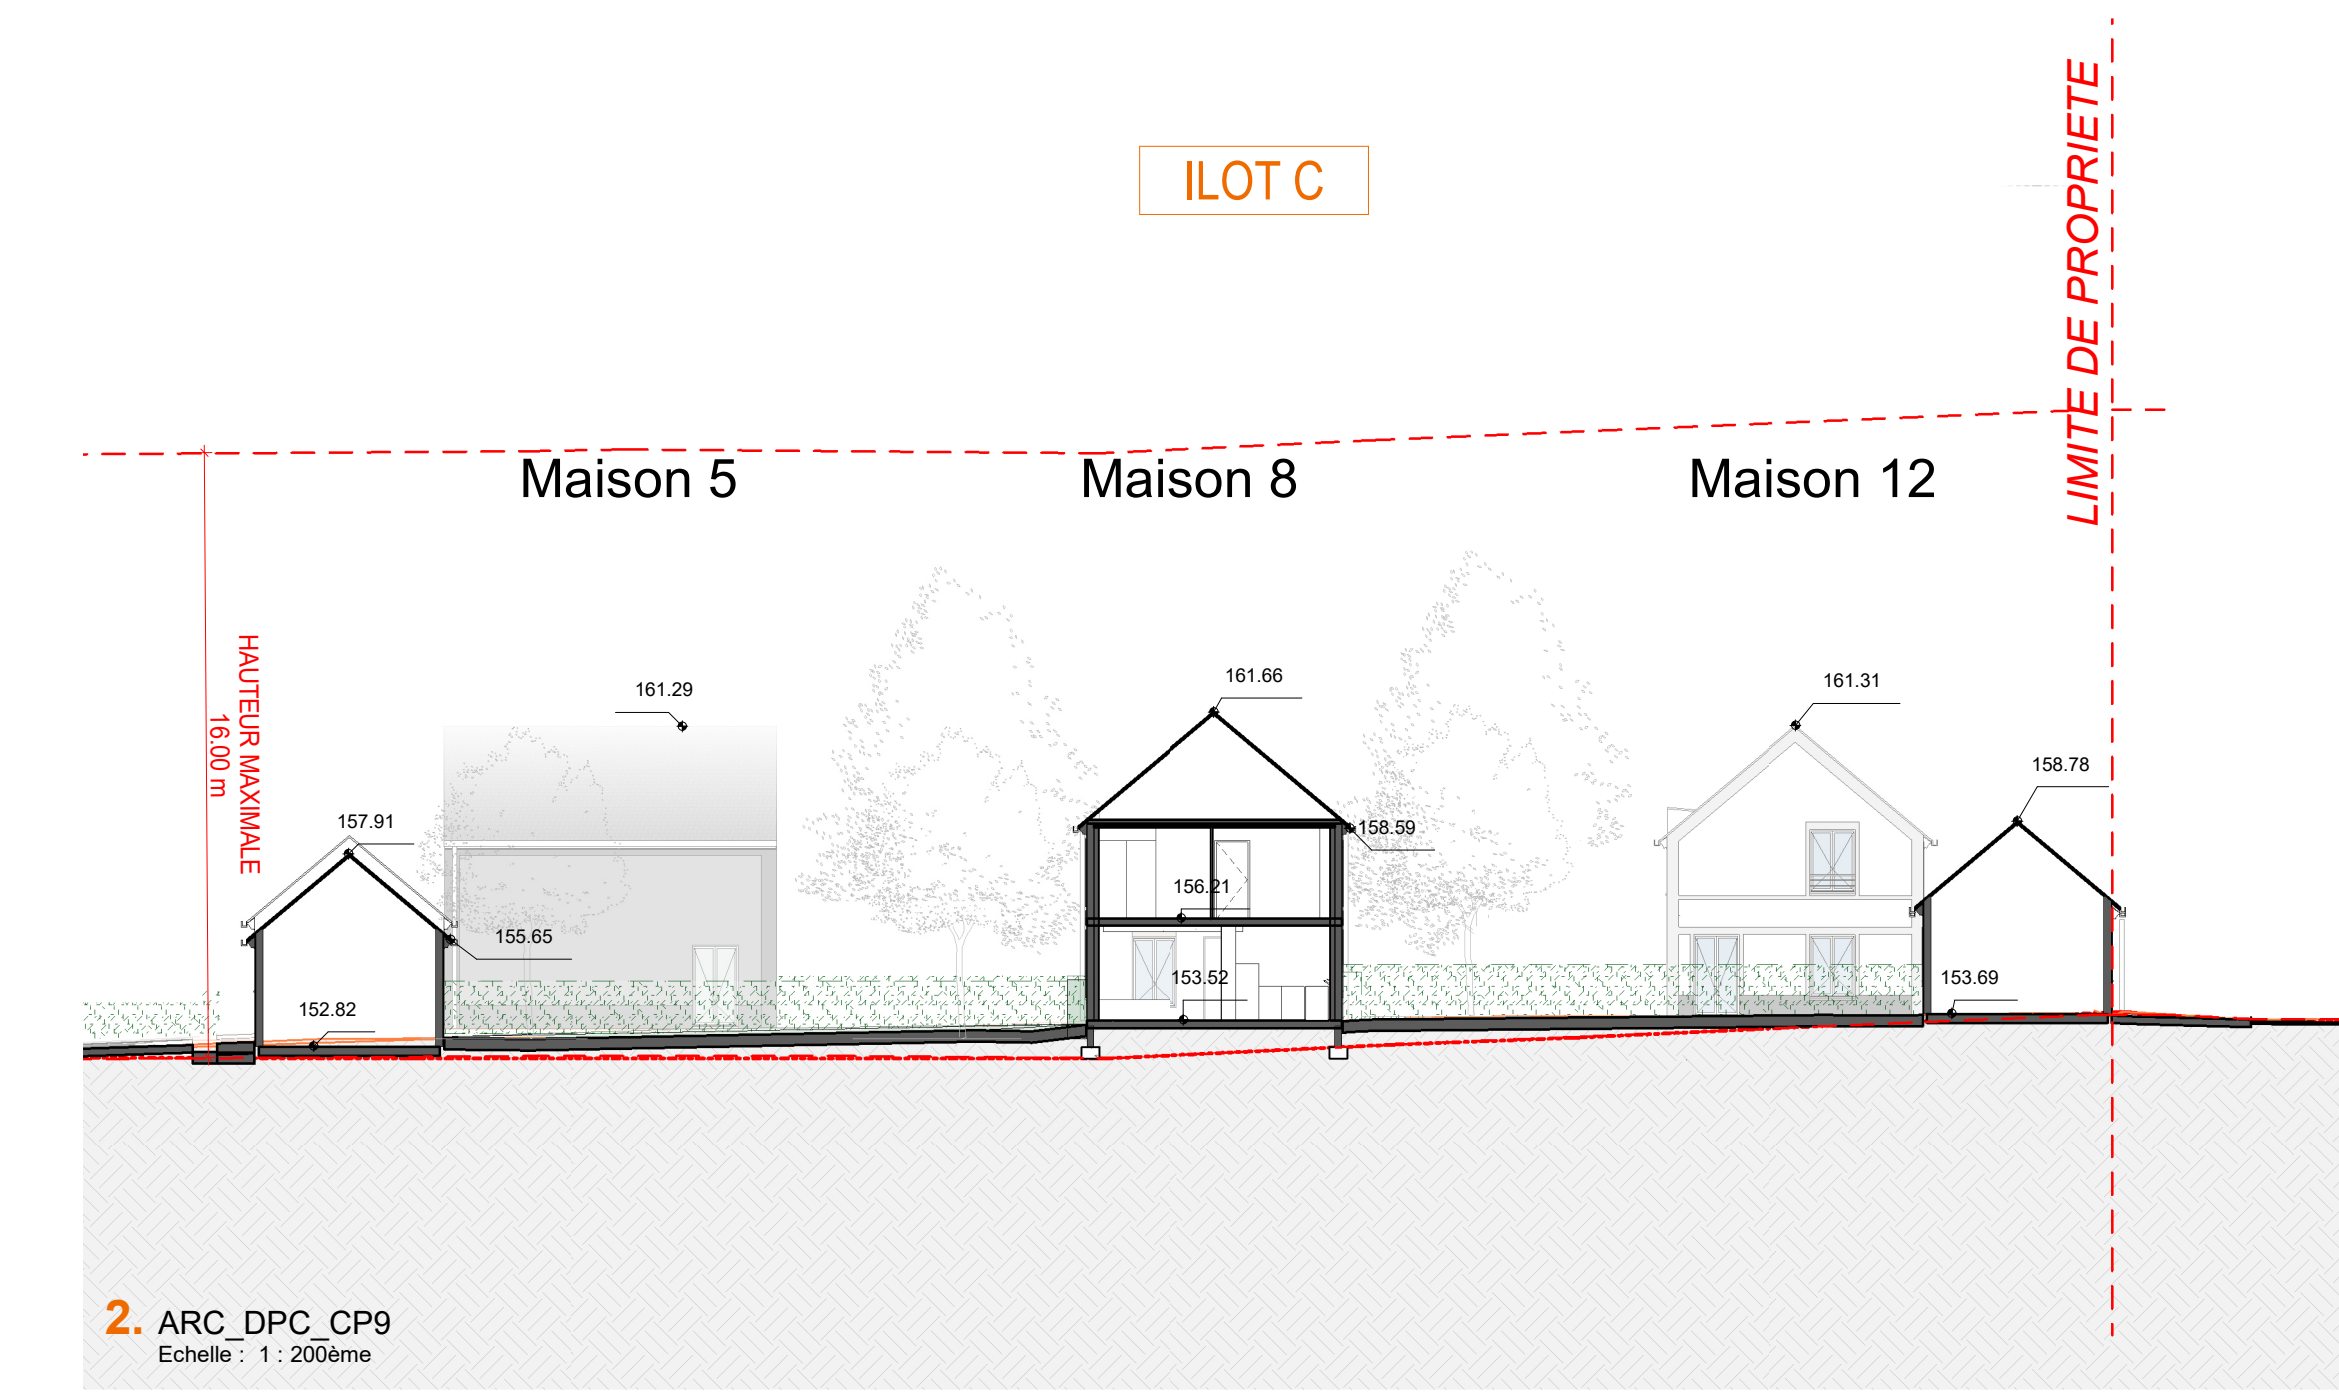 ILOT C
LIMITE DE PROPRIETE
Maison 5
Maison 8
Maison 12
HAUTEUR MAXIMALE
16.00 m
161.29
161.66
161.31
158.78
157.91
158.59
156.21
155.65
153.52
153.69
152.82
2. ARC_DPC_CP9
Echelle : 1 : 200ème